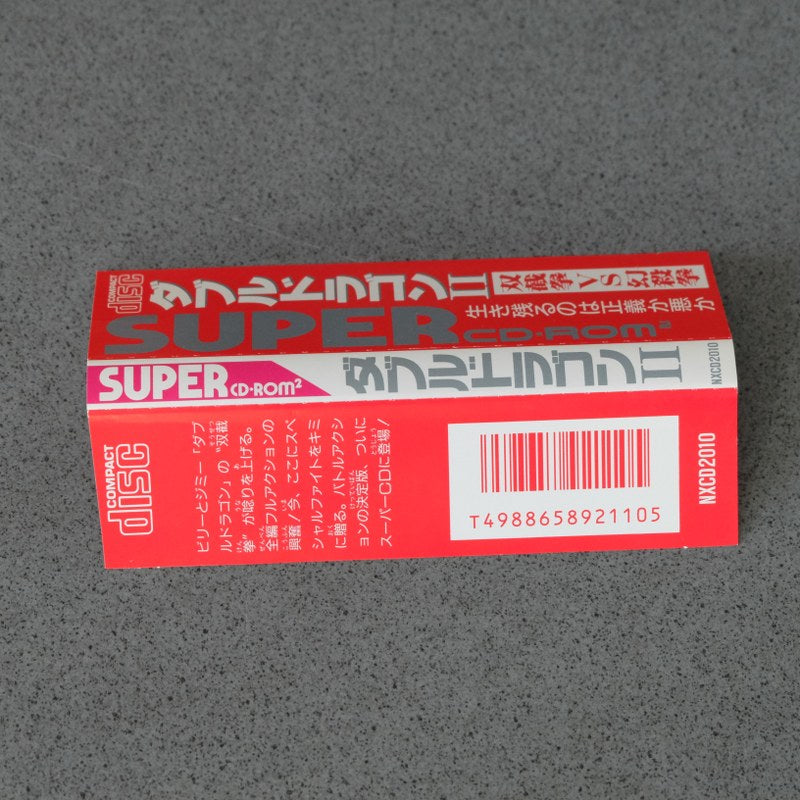 COMPACT
disc
ダブルドラゴンII
双截拳VS幻殺拳
生き残るのは正義か悪か
SUPER CD-ROM²
SUPER CD-ROM²
ダブルドラゴンII
NXCD2010
COMPACT
disc
ビリーとジミー「ダブ
ルドラゴン」の〝双截
拳〟が唸りを上げる。
全編フルアクションの
興奮!今、ここにスペ
シャルファイトをキミ
に贈る。バトルアクシ
ョンの決定版、ついに
スーパーCDに登場!
T4988658921105
NXCD2010